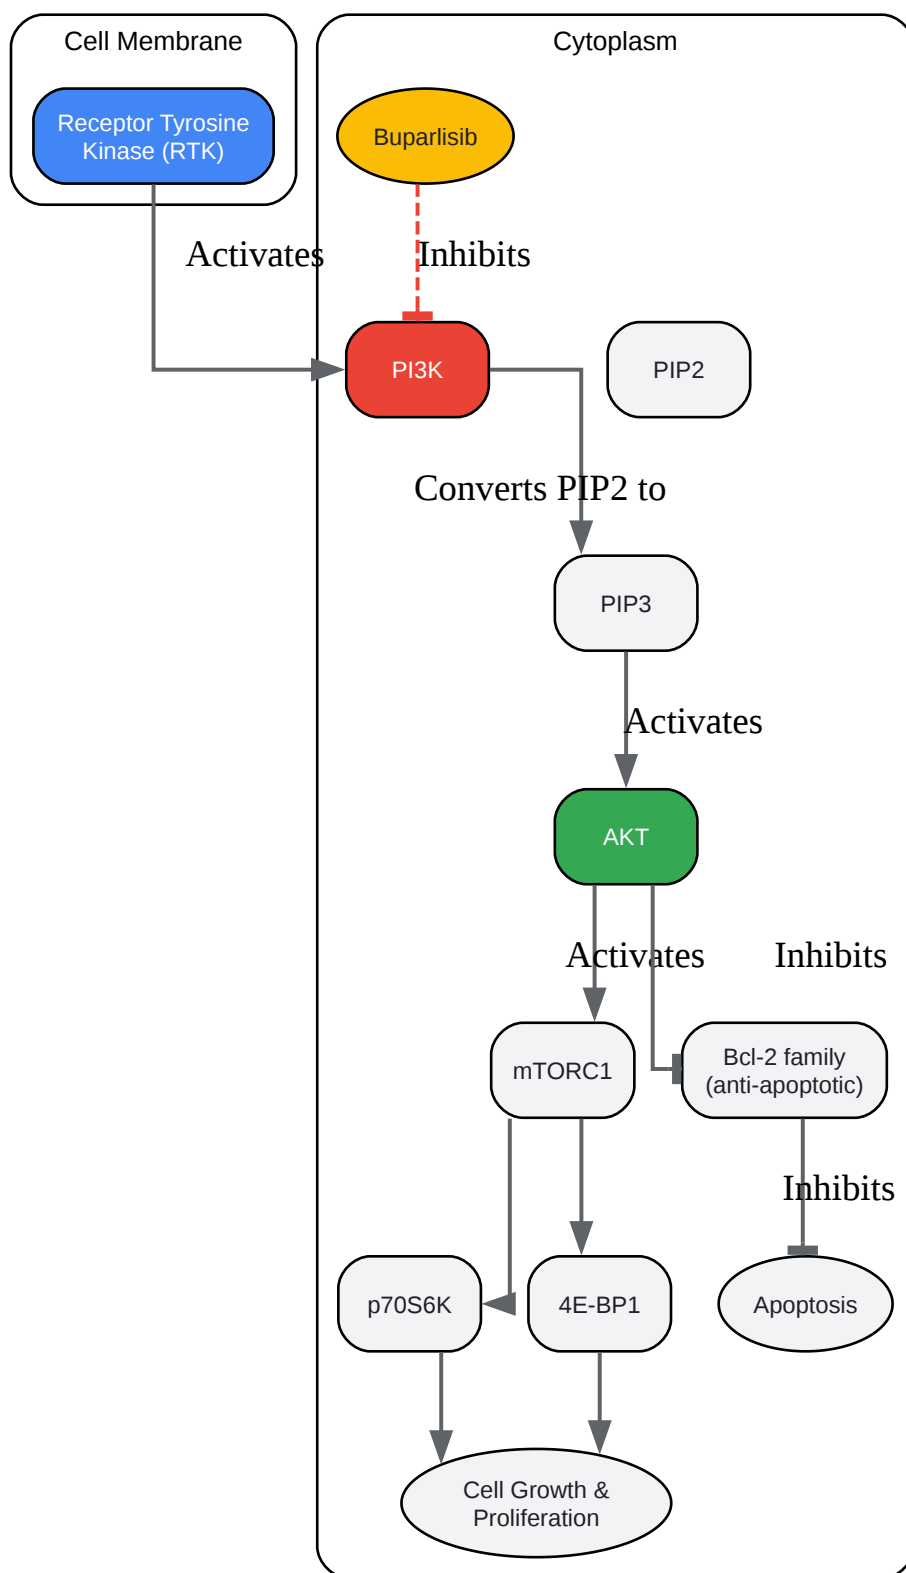 Cell Membrane
Cytoplasm
Receptor Tyrosine
Kinase (RTK)
Buparlisib
Activates
Inhibits
PI3K
PIP2
Converts PIP2 to
PIP3
Activates
AKT
Activates
Inhibits
mTORC1
Bcl-2 family
(anti-apoptotic)
Inhibits
p70S6K
4E-BP1
Apoptosis
Cell Growth &
Proliferation